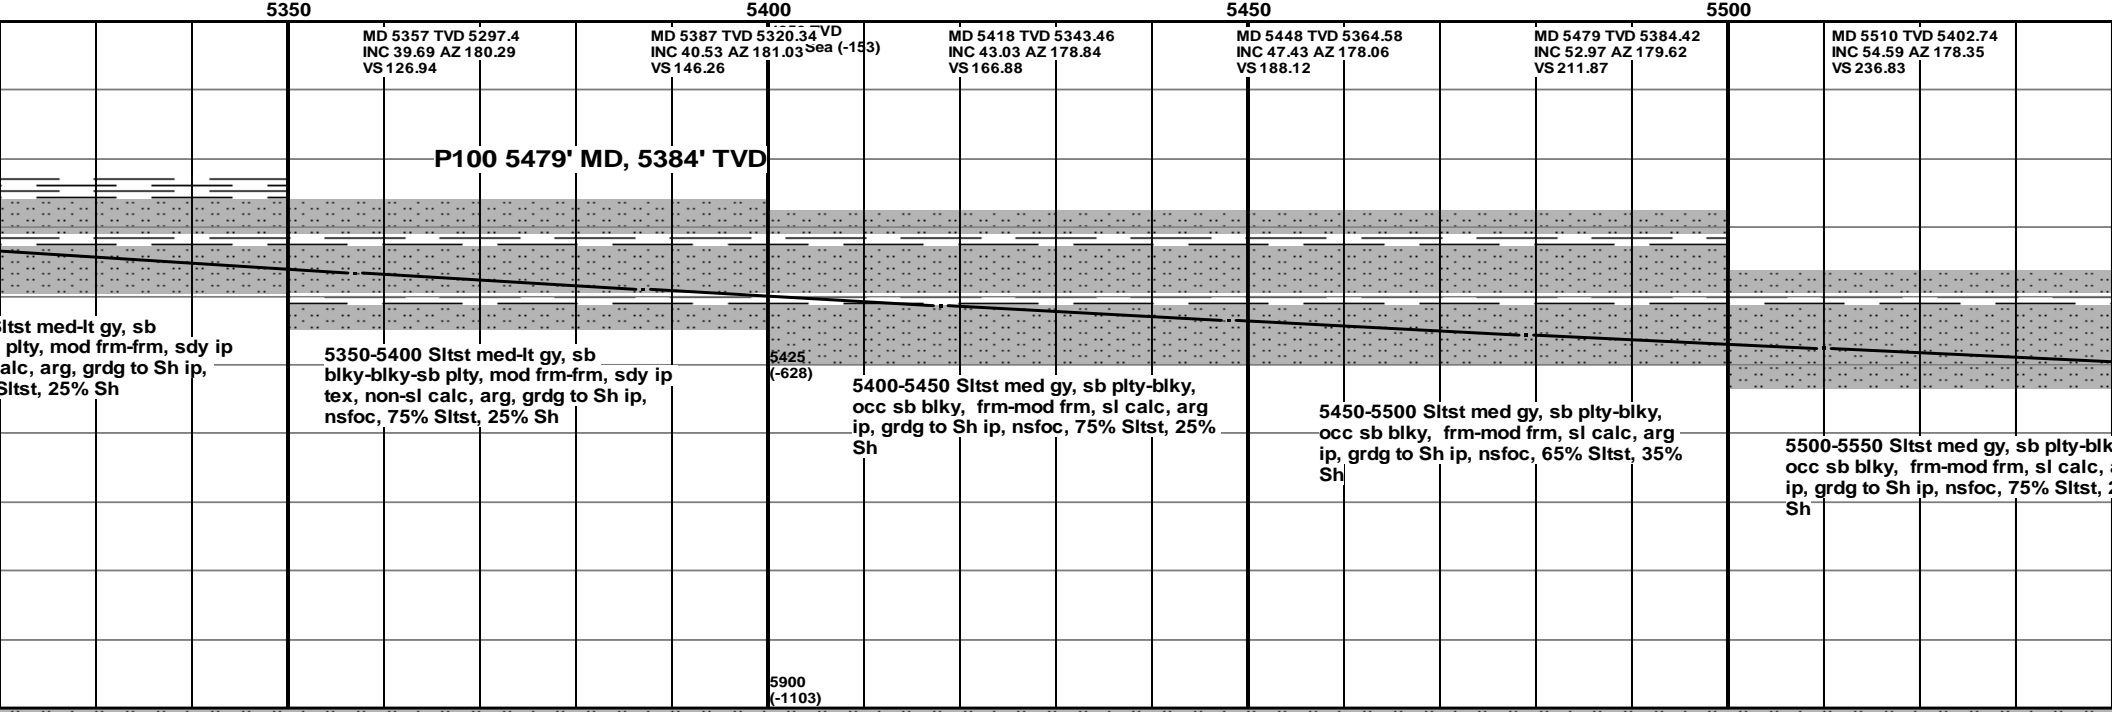 5350
5400
5450
5500
MD 5357 TVD 5297.4
INC 39.69 AZ 180.29
VS 126.94
MD 5387 TVD 5320.34
INC 40.53 AZ 181.03
VS 146.26
TVD
Sea (-153)
MD 5418 TVD 5343.46
INC 43.03 AZ 178.84
VS 166.88
MD 5448 TVD 5364.58
INC 47.43 AZ 178.06
VS 188.12
MD 5479 TVD 5384.42
INC 52.97 AZ 179.62
VS 211.87
MD 5510 TVD 5402.74
INC 54.59 AZ 178.35
VS 236.83
P100 5479' MD, 5384' TVD
Sltst med-lt gy, sb
plty, mod frm-frm, sdy ip
alc, arg, grdg to Sh ip,
Sltst, 25% Sh
5350-5400 Sltst med-lt gy, sb
blky-blky-sb plty, mod frm-frm, sdy ip
tex, non-sl calc, arg, grdg to Sh ip,
nsfoc, 75% Sltst, 25% Sh
5425
(-628)
5400-5450 Sltst med gy, sb plty-blky,
occ sb blky, frm-mod frm, sl calc, arg
ip, grdg to Sh ip, nsfoc, 75% Sltst, 25%
Sh
5450-5500 Sltst med gy, sb plty-blky,
occ sb blky, frm-mod frm, sl calc, arg
ip, grdg to Sh ip, nsfoc, 65% Sltst, 35%
Sh
5500-5550 Sltst med gy, sb plty-blk
occ sb blky, frm-mod frm, sl calc,
ip, grdg to Sh ip, nsfoc, 75% Sltst,
Sh
5900
(-1103)